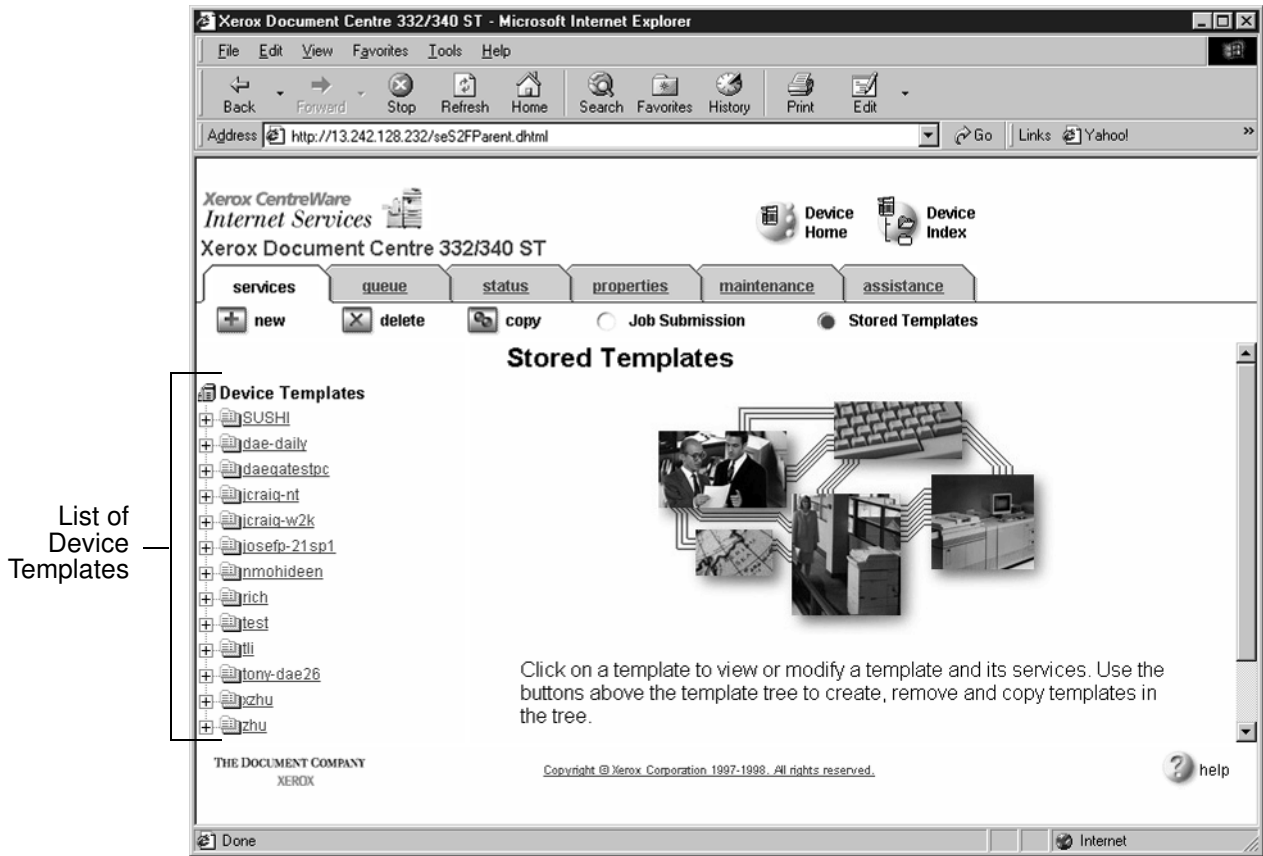 Xerox Document Centre 332/340 ST - Microsoft Internet Explorer
File Edit View Favorites Tools Help
Back Forward Stop Refresh Home Search Favorites History Print Edit
Address http://13.242.128.232/seS2FParent.dhtml Go Links Yahoo! »
Xerox CentreWare
Internet Services
Xerox Document Centre 332/340 ST
Device Home
Device Index
services queue status properties maintenance assistance
new delete copy Job Submission Stored Templates
Stored Templates
Device Templates
SUSHI
dae-daily
daeqatestpc
jcraig-nt
jcraig-w2k
josefp-21sp1
nmohideen
rich
test
tli
tony-dae26
xzhu
zhu
List of
Device
Templates
Click on a template to view or modify a template and its services. Use the
buttons above the template tree to create, remove and copy templates in
the tree.
THE DOCUMENT COMPANY
XEROX
Copyright © Xerox Corporation 1997-1998. All rights reserved.
? help
Done
Internet